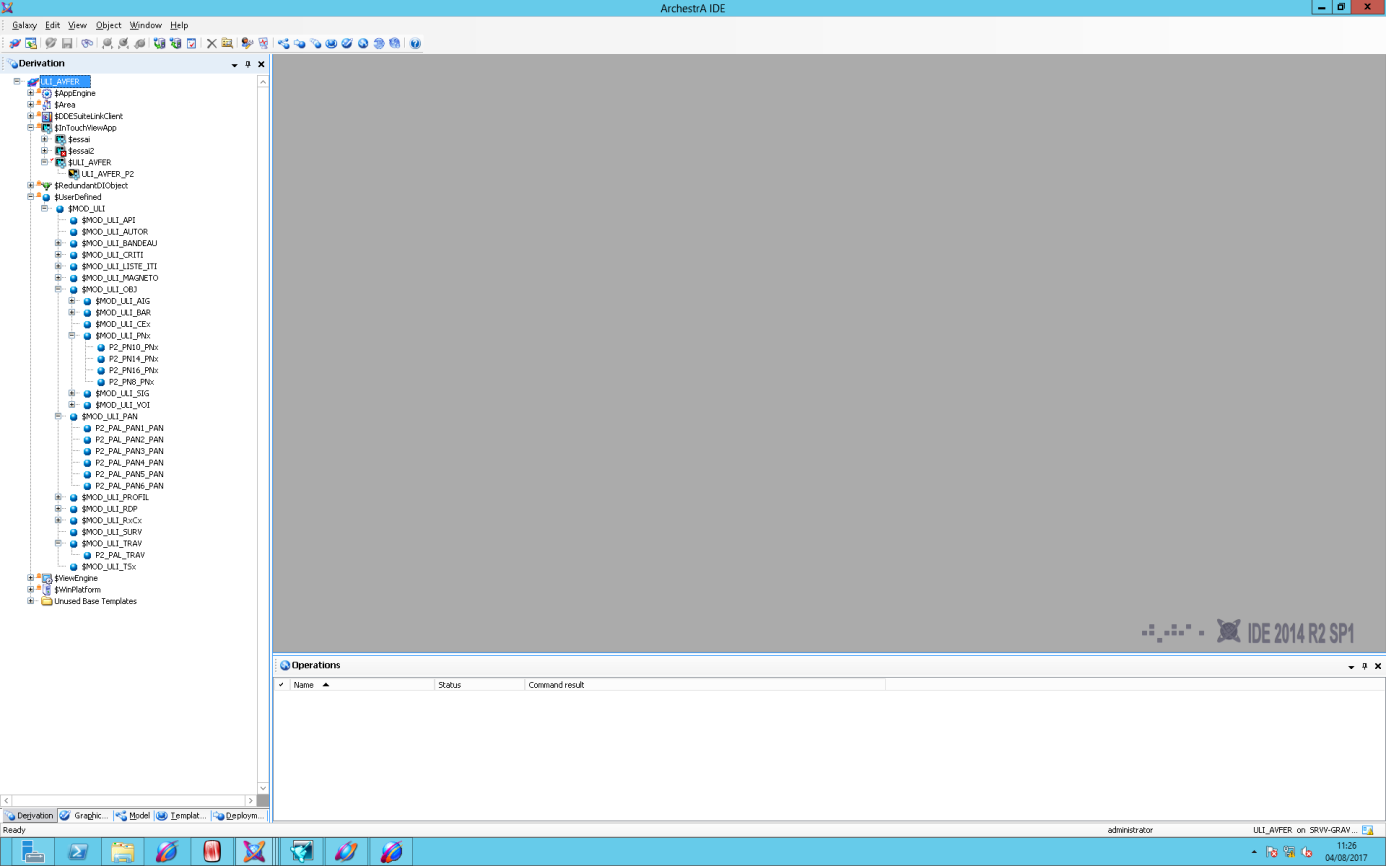 ArchestrA IDE
Galaxy Edit View Object Window Help
Derivation
ULI_AVFER
$AppEngine
$Area
$DDESuiteLinkClient
$InTouchViewApp
$essai
$essai2
$ULI_AVFER
ULI_AVFER_P2
$RedundantDIObject
$UserDefined
$MOD_ULI
$MOD_ULI_API
$MOD_ULI_AUTOR
$MOD_ULI_BANDEAU
$MOD_ULI_CRITI
$MOD_ULI_LISTE_ITI
$MOD_ULI_MAGNETO
$MOD_ULI_OBJ
$MOD_ULI_AIG
$MOD_ULI_BAR
$MOD_ULI_CEx
$MOD_ULI_PNx
P2_PN10_PNx
P2_PN14_PNx
P2_PN16_PNx
P2_PN8_PNx
$MOD_ULI_SIG
$MOD_ULI_VOI
$MOD_ULI_PAN
P2_PAL_PAN1_PAN
P2_PAL_PAN2_PAN
P2_PAL_PAN3_PAN
P2_PAL_PAN4_PAN
P2_PAL_PAN5_PAN
P2_PAL_PAN6_PAN
$MOD_ULI_PROFIL
$MOD_ULI_RDP
$MOD_ULI_RxCx
$MOD_ULI_SURV
$MOD_ULI_TRAV
P2_PAL_TRAV
$MOD_ULI_TSx
$ViewEngine
$WinPlatform
Unused Base Templates
IDE 2014 R2 SP1
Operations
Name Status Command result
Derivation Graphic... Model Templat... Deploym...
Ready administrator ULI_AVFER on SRVV-GRAV...
11:26
04/08/2017